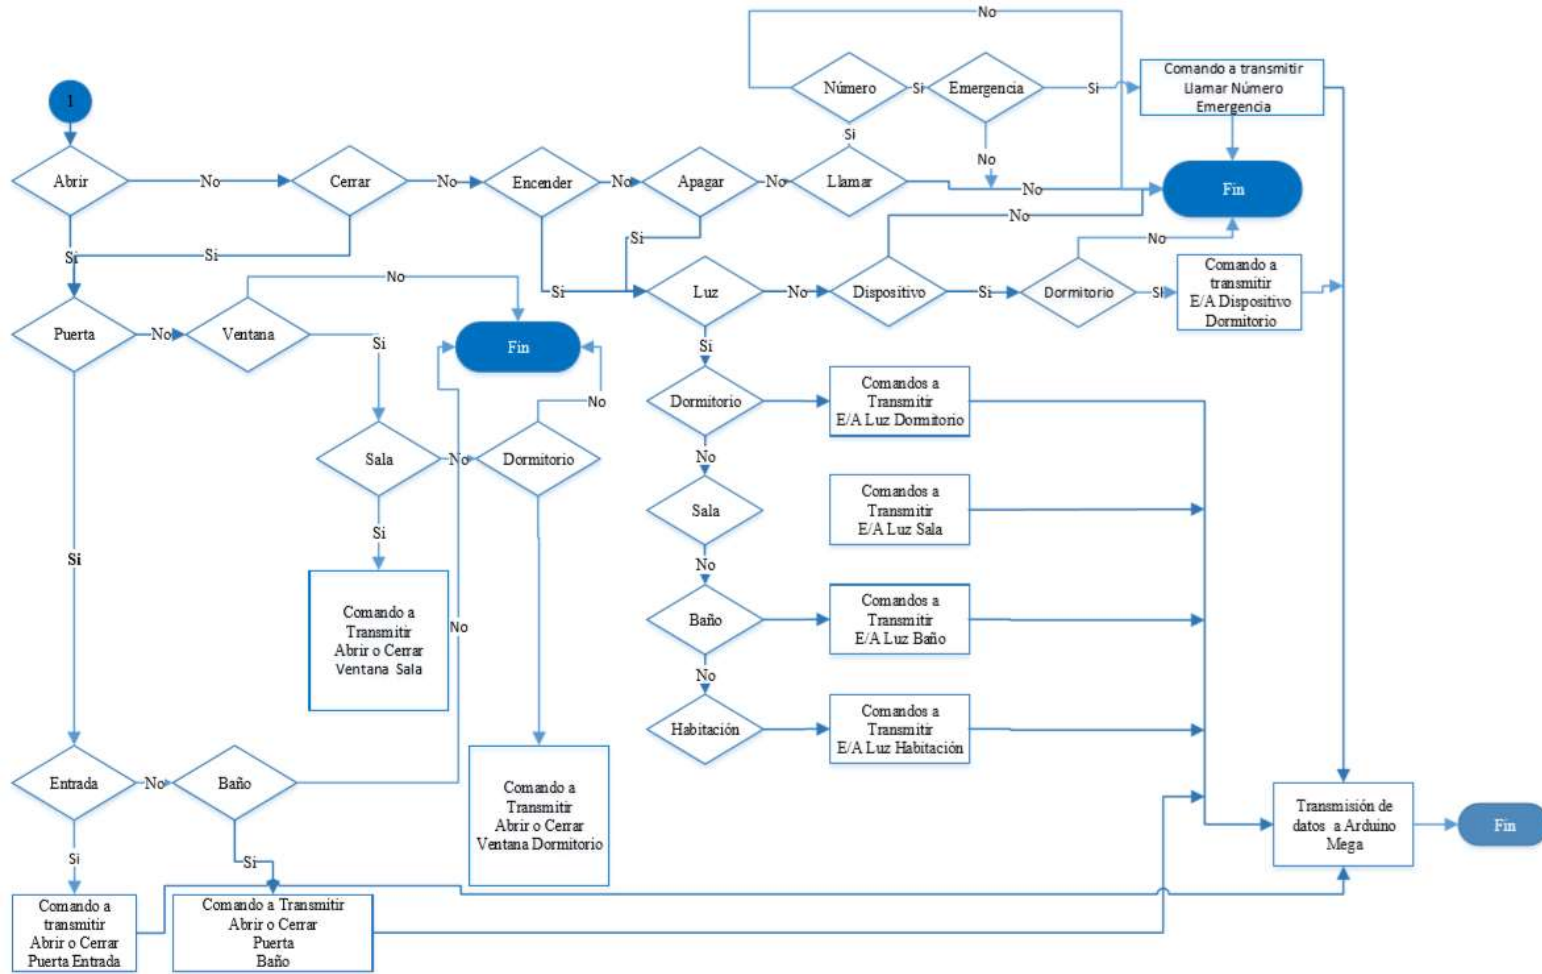 No
Número
Si
Emergencia
Si
Comando a transmitir
Llamar Número
Emergencia
1
Si
No
Abrir
No
Cerrar
No
Encender
No
Apagar
No
Llamar
No
Fin
No
Si
No
Si
Si
Comando a
transmitir
E/A Dispositivo
Dormitorio
No
Si
Luz
No
Dispositivo
Si
Dormitorio
Si
Puerta
No
Ventana
Si
Fin
Si
No
Dormitorio
Comandos a
Transmitir
E/A Luz Dormitorio
Sala
No
Dormitorio
No
Si
Comandos a
Transmitir
E/A Luz Sala
Sala
Si
No
Comando a
Transmitir
Abrir o Cerrar
Ventana Sala
No
Baño
Comandos a
Transmitir
E/A Luz Baño
No
Habitación
Comandos a
Transmitir
E/A Luz Habitación
Entrada
No
Baño
Comando a
Transmitir
Abrir o Cerrar
Ventana Dormitorio
Transmisión de
datos a Arduino
Mega
Fin
Si
Si
Comando a
transmitir
Abrir o Cerrar
Puerta Entrada
Comando a Transmitir
Abrir o Cerrar
Puerta
Baño